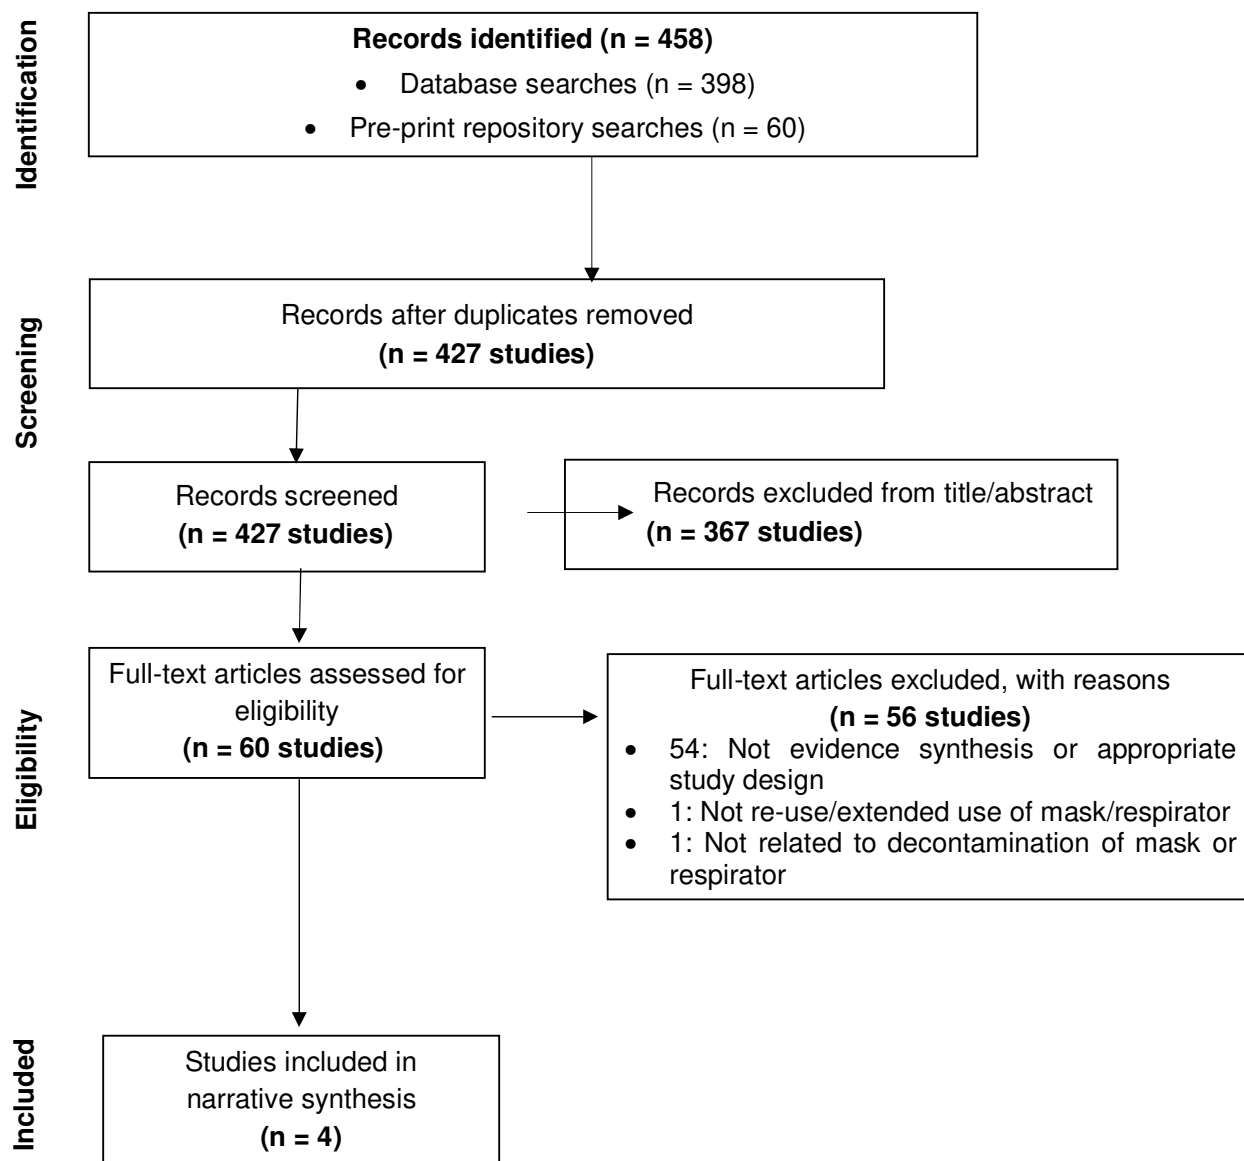 Identification
Records identified (n = 458)
• Database searches (n = 398)
• Pre-print repository searches (n = 60)
Screening
Records after duplicates removed
(n = 427 studies)
Records screened
(n = 427 studies)
Records excluded from title/abstract
(n = 367 studies)
Eligibility
Full-text articles assessed for
eligibility
(n = 60 studies)
Full-text articles excluded, with reasons
(n = 56 studies)
• 54: Not evidence synthesis or appropriate
study design
• 1: Not re-use/extended use of mask/respirator
• 1: Not related to decontamination of mask or
respirator
Included
Studies included in
narrative synthesis
(n = 4)